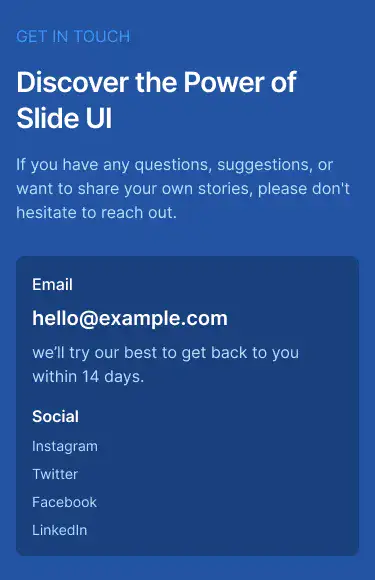 GET IN TOUCH
Discover the Power of
Slide UI
If you have any questions, suggestions, or
want to share your own stories, please don't
hesitate to reach out.
Email
hello@example.com
we’ll try our best to get back to you
within 14 days.
Social
Instagram
Twitter
Facebook
LinkedIn